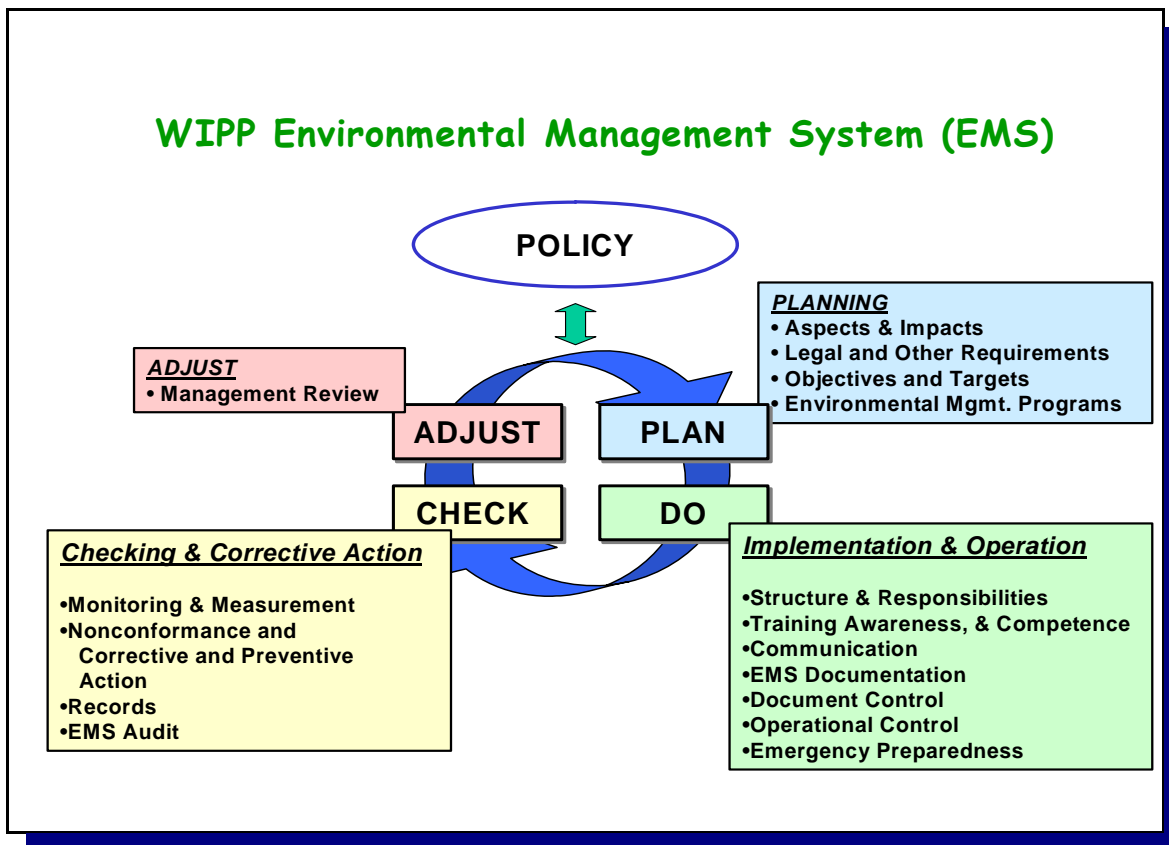 WIPP Environmental Management System (EMS)
POLICY
PLANNING
• Aspects & Impacts
• Legal and Other Requirements
• Objectives and Targets
• Environmental Mgmt. Programs
ADJUST
• Management Review
ADJUST
PLAN
CHECK
DO
Checking & Corrective Action
•Monitoring & Measurement
•Nonconformance and
Corrective and Preventive
Action
•Records
•EMS Audit
Implementation & Operation
•Structure & Responsibilities
•Training Awareness, & Competence
•Communication
•EMS Documentation
•Document Control
•Operational Control
•Emergency Preparedness